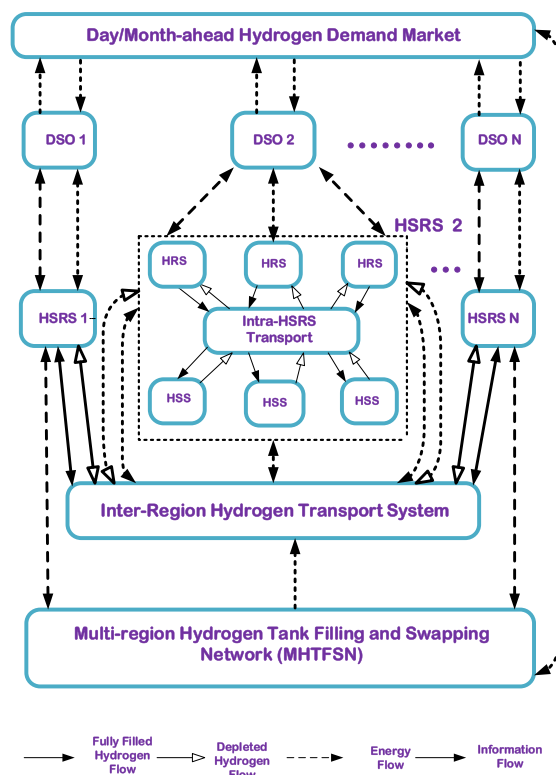 Day/Month-ahead Hydrogen Demand Market
DSO 1
DSO 2
DSO N
HSRS 2
HRS
HRS
HRS
HSRS 1
Intra-HSRS
Transport
HSRS N
HSS
HSS
HSS
Inter-Region Hydrogen Transport System
Multi-region Hydrogen Tank Filling and Swapping
Network (MHTFSN)
Fully Filled
Hydrogen
Flow
Depleted
Hydrogen
Flow
Energy
Flow
Information
Flow